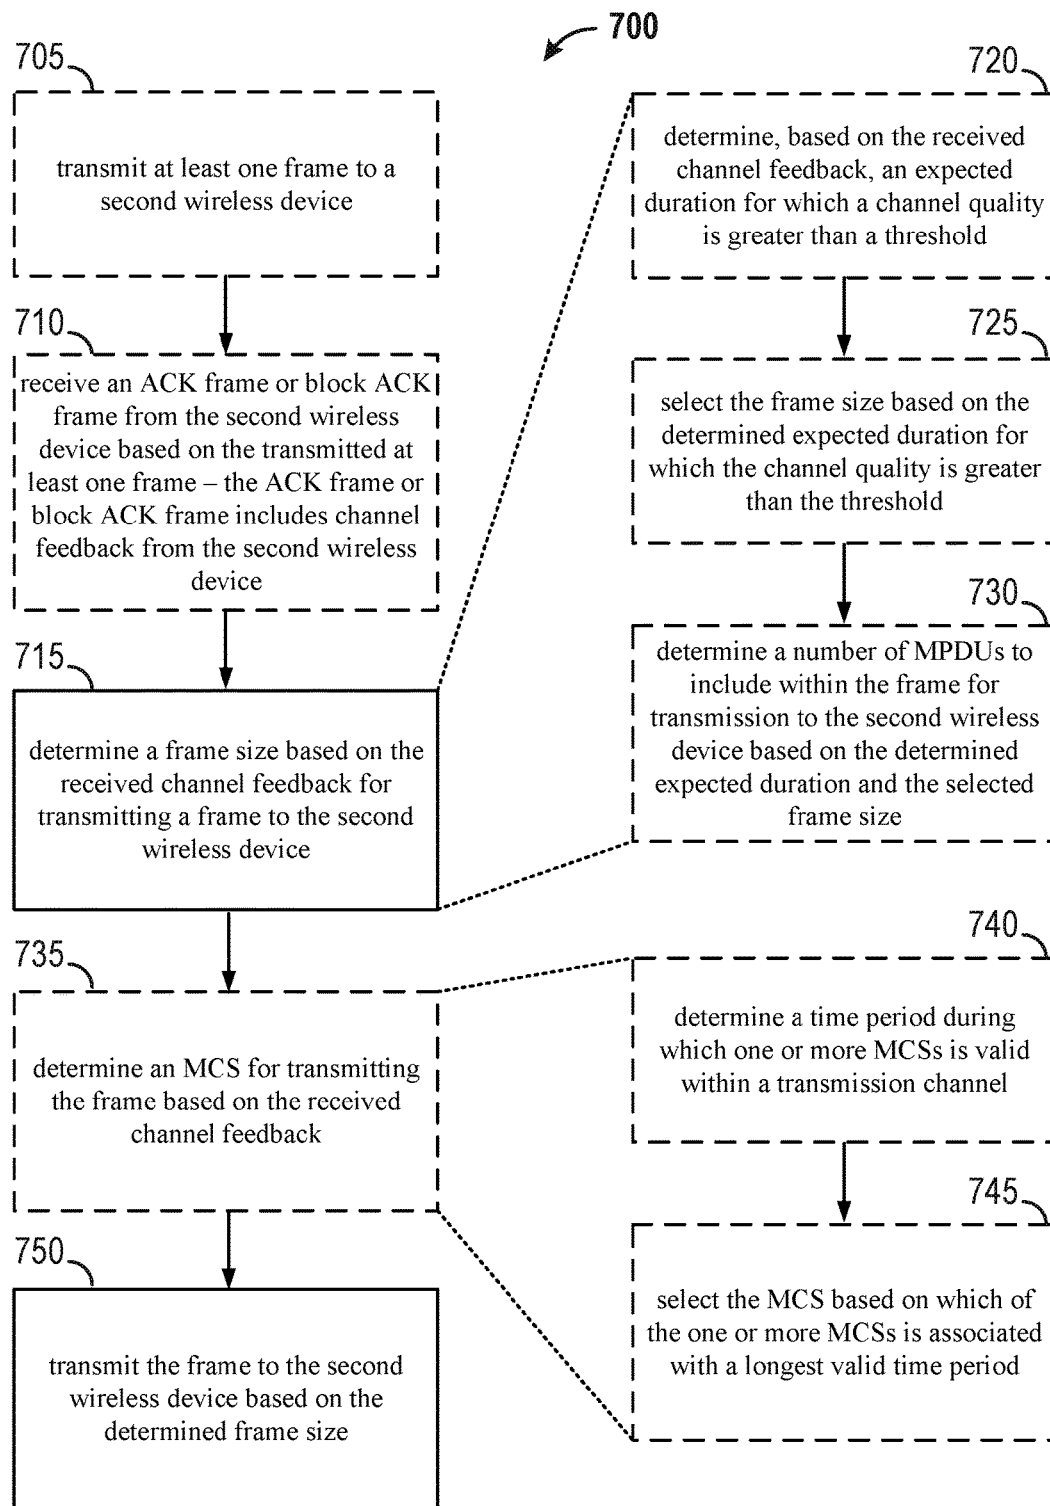 700
705
transmit at least one frame to a
second wireless device
710
receive an ACK frame or block ACK
frame from the second wireless
device based on the transmitted at
least one frame – the ACK frame or
block ACK frame includes channel
feedback from the second wireless
device
715
determine a frame size based on the
received channel feedback for
transmitting a frame to the second
wireless device
720
determine, based on the received
channel feedback, an expected
duration for which a channel quality
is greater than a threshold
725
select the frame size based on the
determined expected duration for
which the channel quality is greater
than the threshold
730
determine a number of MPDUs to
include within the frame for
transmission to the second wireless
device based on the determined
expected duration and the selected
frame size
735
determine an MCS for transmitting
the frame based on the received
channel feedback
740
determine a time period during
which one or more MCSs is valid
within a transmission channel
745
select the MCS based on which of
the one or more MCSs is associated
with a longest valid time period
750
transmit the frame to the second
wireless device based on the
determined frame size